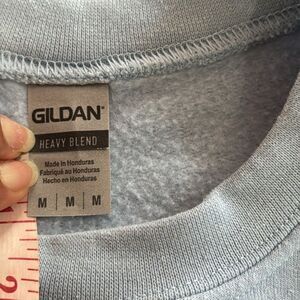 GILDAN®
HEAVY BLEND
Made in Honduras
Fabriqué au Honduras
Hecho en Honduras
M | M | M
1
2